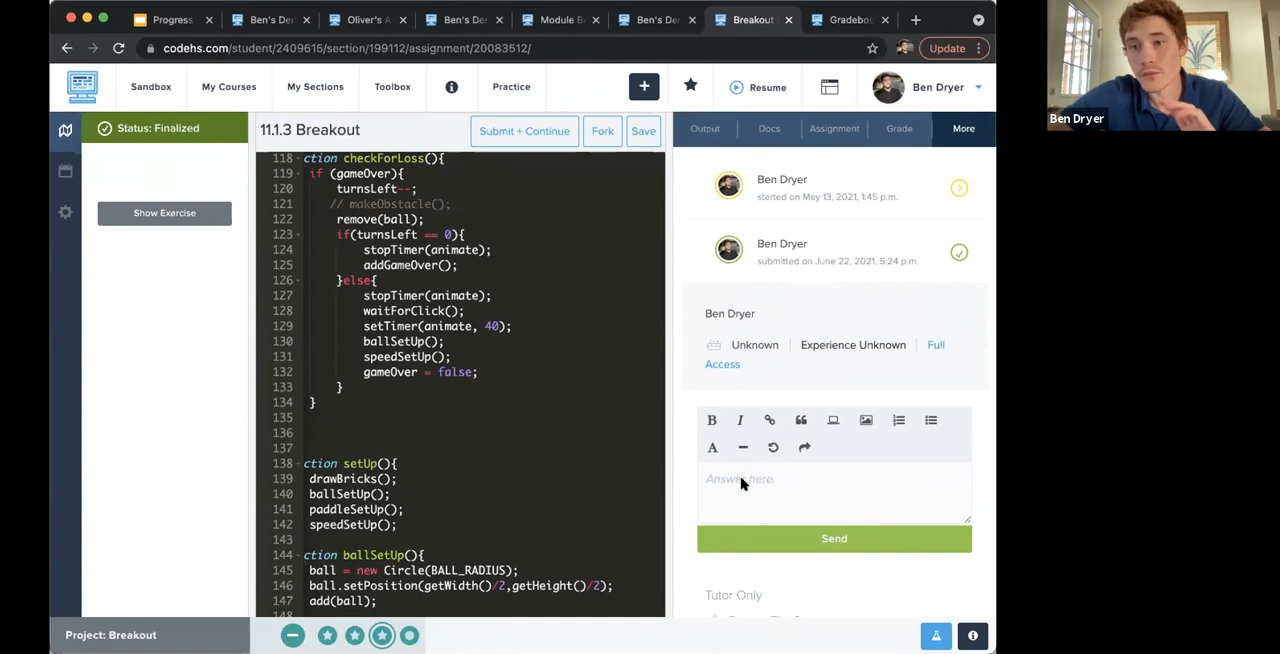 Progress
Ben's De
Oliver's A
Ben's De
Module B
Ben's De
Breakout
Gradeboo
codehs.com/student/2409615/section/199112/assignment/20083512/
Update
Sandbox
My Courses
My Sections
Toolbox
Practice
Resume
Ben Dryer
Ben Dryer
Status: Finalized
11.1.3 Breakout
Submit + Continue
Fork
Save
Output
Docs
Assignment
Grade
More
Show Exercise
118 ction checkForLoss(){
119 if (gameOver){
120 turnsLeft--;
121 // makeObstacle();
122 remove(ball);
123 if(turnsLeft == 0){
124 stopTimer(animate);
125 addGameOver();
126 }else{
127 stopTimer(animate);
128 waitForClick();
129 setTimer(animate, 40);
130 ballSetUp();
131 speedSetUp();
132 gameOver = false;
133 }
134 }
135
136
137
138 ction setUp(){
139 drawBricks();
140 ballSetUp();
141 paddleSetUp();
142 speedSetUp();
143
144 ction ballSetUp(){
145 ball = new Circle(BALL_RADIUS);
146 ball.setPosition(getWidth()/2,getHeight()/2);
147 add(ball);
148
Ben Dryer
started on May 13, 2021, 1:45 p.m.
Ben Dryer
submitted on June 22, 2021, 5:24 p.m.
Ben Dryer
Unknown
Experience Unknown
Full
Access
B I
A
Answer here.
Send
Tutor Only
Project: Breakout